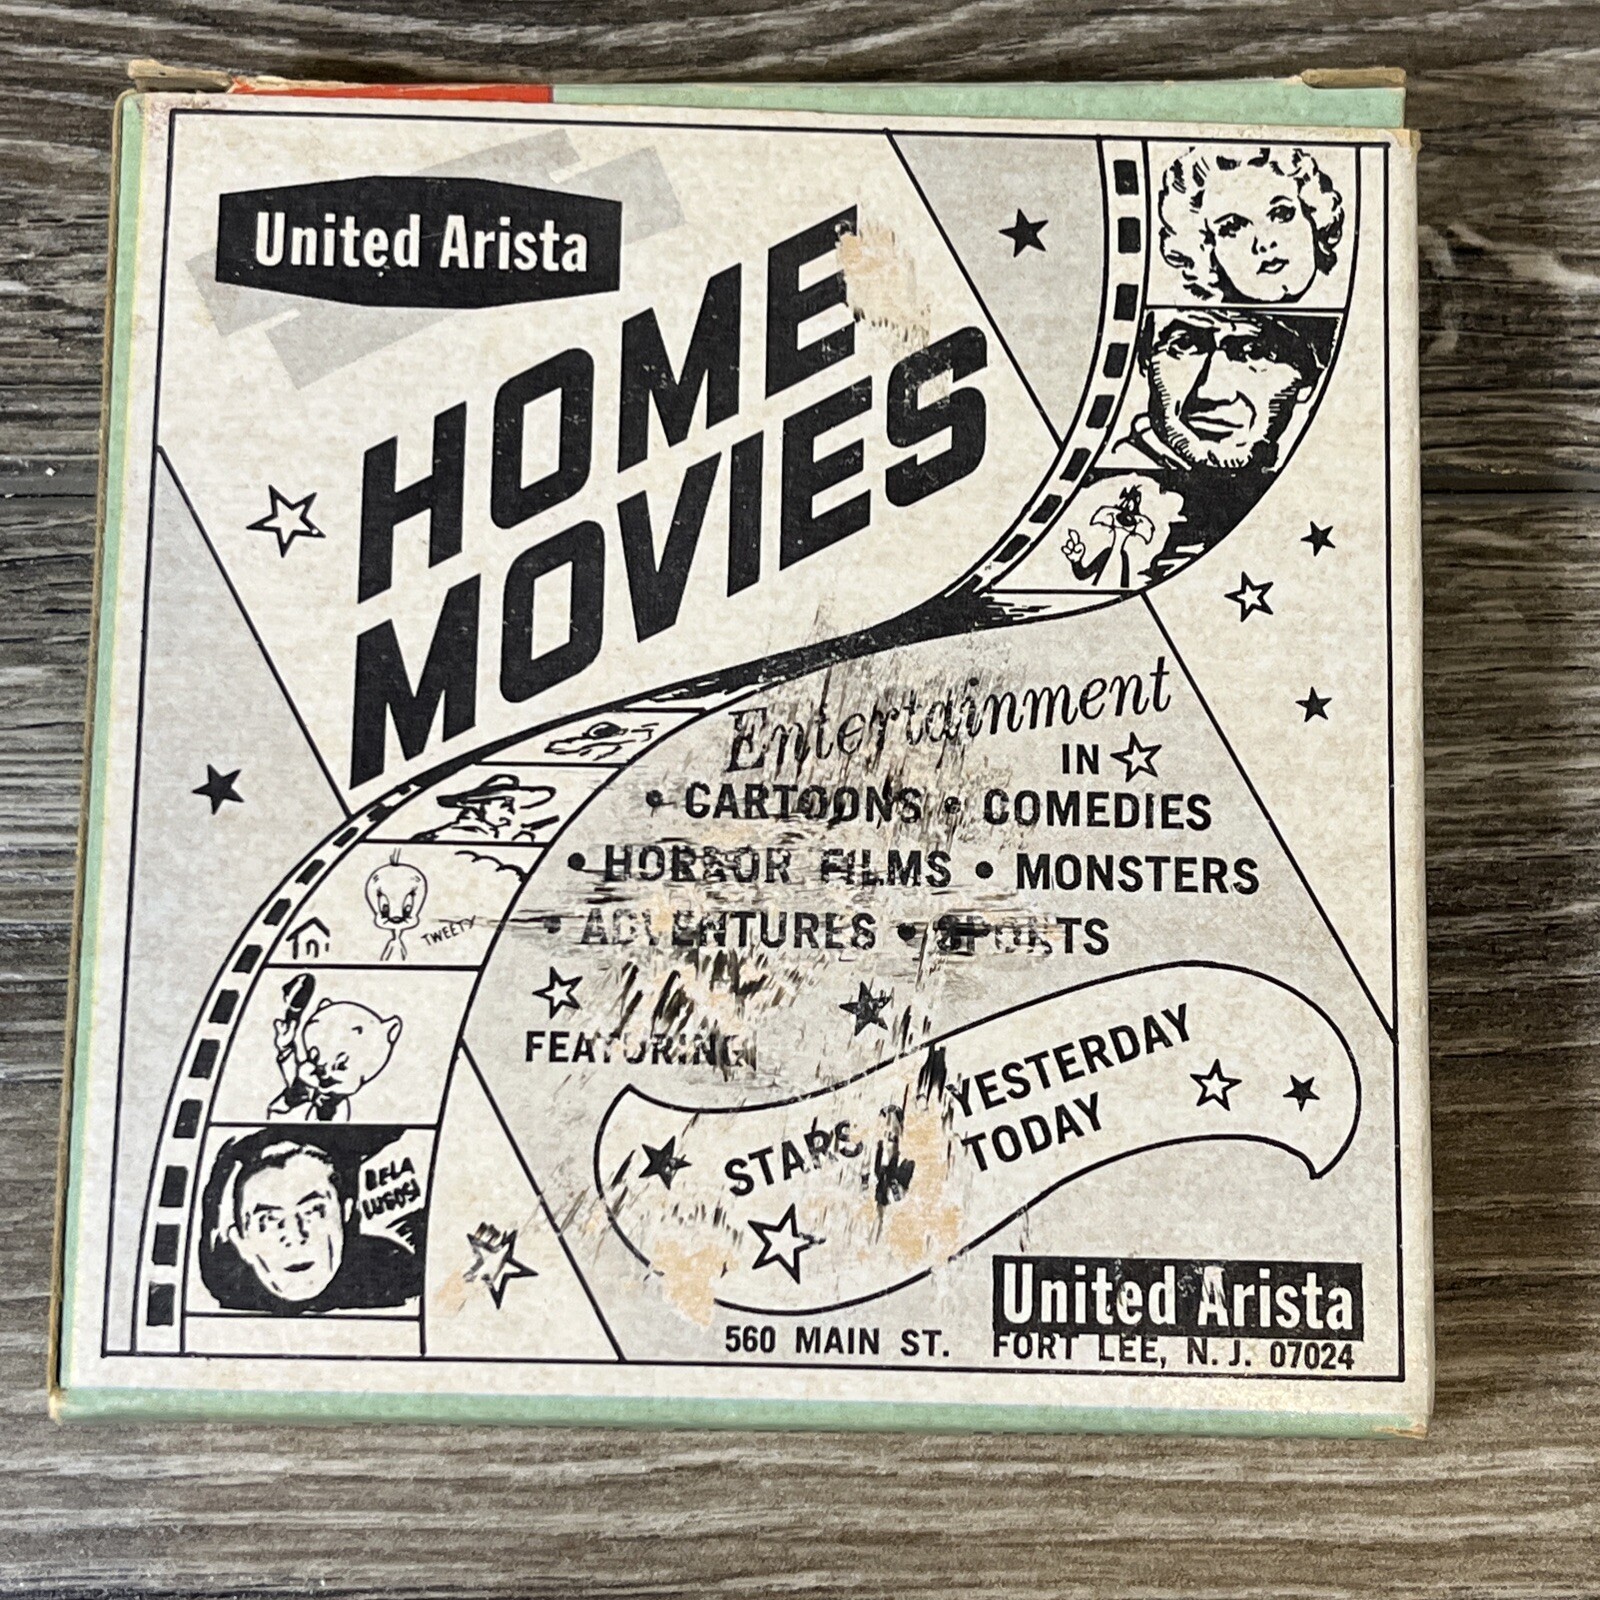 United Arista
HOME
MOVIES
Entertainment
IN
• CARTOONS • COMEDIES
• HORROR FILMS • MONSTERS
• ADVENTURES • SPORTS
FEATURING
STARS
YESTERDAY
TODAY
TWEETY
BELA
LUGOSI
United Arista
560 MAIN ST. FORT LEE, N.J. 07024